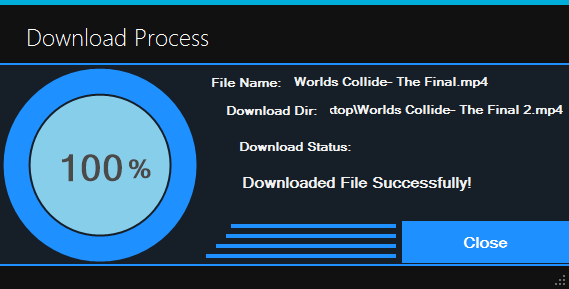 Download Process
File Name: Worlds Collide- The Final.mp4
Download Dir: top\Worlds Collide- The Final 2.mp4
Download Status:
Downloaded File Successfully!
100 %
Close